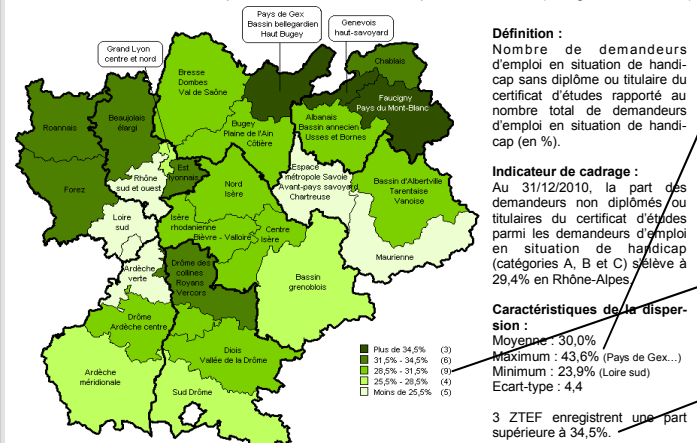 Pays de Gex
Bassin bellegardien
Haut Bugey
Genevois
haut-savoyard
Grand Lyon
centre et nord
Chablais
Bresse
Dombes
Val de Saône
Faucigny
Pays du Mont-Blanc
Roannais
Beaujolais
élargi
Albanais
Bassin annecien
Usses et Bornes
Bugey
Plaine de l'Ain
Côtière
Rhône
sud et ouest
Est
lyonnais
Espace
métropole Savoie
Avant-pays savoyard
Chartreuse
Bassin d'Albertville
Tarentaise
Vanoise
Forez
Nord
Isère
Loire
sud
Isère
rhodanienne
Bièvre - Valloire
Centre
Isère
Maurienne
Ardèche
verte
Drôme des
collines
Royans
Vercors
Bassin
grenoblois
Drôme
Ardèche centre
Diois
Vallée de la Drôme
Ardèche
méridionale
Sud Drôme
Plus de 34,5% (3)
31,5% - 34,5% (6)
28,5% - 31,5% (9)
25,5% - 28,5% (4)
Moins de 25,5% (5)
Définition :
Nombre de demandeurs
d'emploi en situation de handi-
cap sans diplôme ou titulaire du
certificat d'études rapporté au
nombre total de demandeurs
d'emploi en situation de handi-
cap (en %).
Indicateur de cadrage :
Au 31/12/2010, la part des
demandeurs non diplômés ou
titulaires du certificat d'études
parmi les demandeurs d'emploi
en situation de handicap
(catégories A, B et C) s'élève à
29,4% en Rhône-Alpes.
Caractéristiques de la disper-
sion :
Moyenne : 30,0%
Maximum : 43,6% (Pays de Gex...)
Minimum : 23,9% (Loire sud)
Ecart-type : 4,4
3 ZTEF enregistrent une part
supérieure à 34,5%.